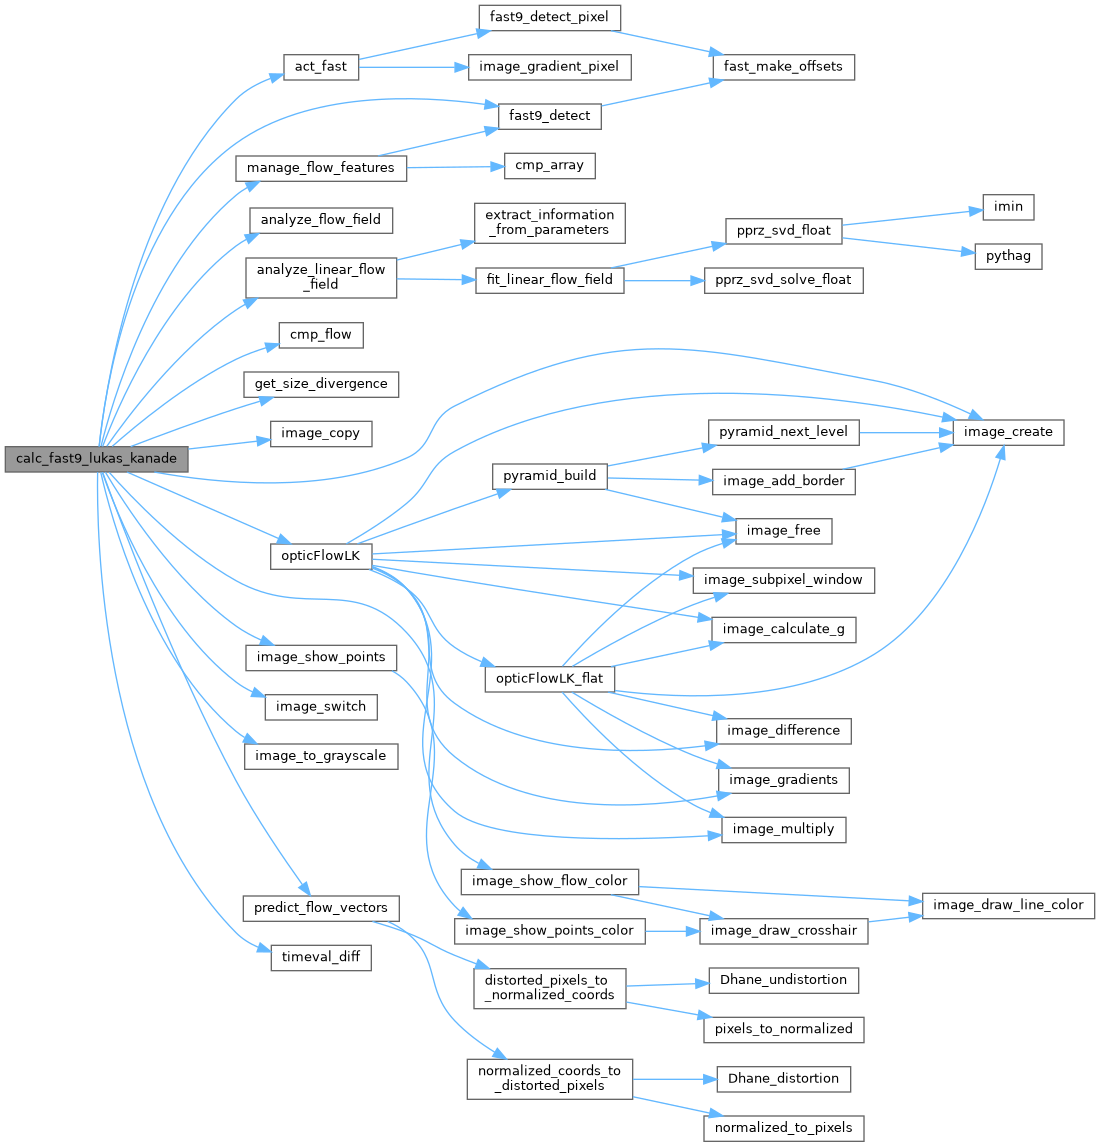 fast9_detect_pixel
act_fast
image_gradient_pixel
fast_make_offsets
fast9_detect
manage_flow_features
cmp_array
analyze_flow_field
extract_information
_from_parameters
imin
pprz_svd_float
pythag
analyze_linear_flow
_field
fit_linear_flow_field
pprz_svd_solve_float
cmp_flow
get_size_divergence
image_copy
pyramid_next_level
image_create
calc_fast9_lukas_kanade
pyramid_build
image_add_border
image_free
opticFlowLK
image_subpixel_window
image_calculate_g
image_show_points
opticFlowLK_flat
image_switch
image_difference
image_to_grayscale
image_gradients
image_multiply
image_show_flow_color
image_draw_line_color
predict_flow_vectors
image_show_points_color
image_draw_crosshair
timeval_diff
distorted_pixels_to
_normalized_coords
Dhane_undistortion
pixels_to_normalized
normalized_coords_to
_distorted_pixels
Dhane_distortion
normalized_to_pixels